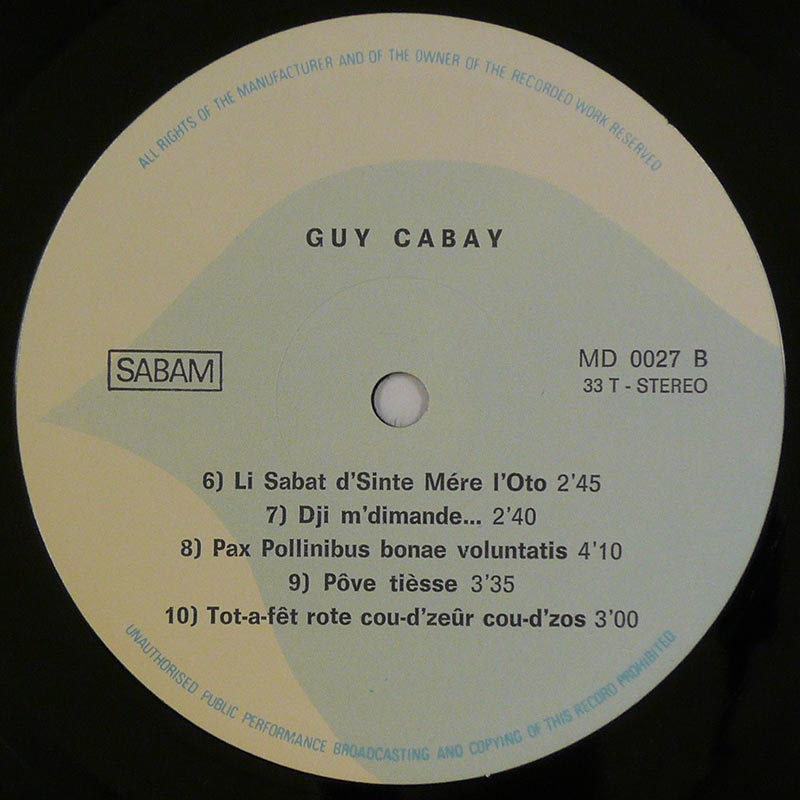 ALL RIGHTS OF THE MANUFACTURER AND OF THE OWNER OF THE RECORDED WORK RESERVED
GUY CABAY
SABAM
MD 0027 B
33 T - STEREO
6) Li Sabat d'Sinte Mére l'Oto 2'45
7) Dji m'dimande... 2'40
8) Pax Pollinibus bonae voluntatis 4'10
9) Pôve tièsse 3'35
10) Tot-a-fêt rote cou-d'zeûr cou-d'zos 3'00
UNAUTHORISED PUBLIC PERFORMANCE BROADCASTING AND COPYING OF THIS RECORD PROHIBITED